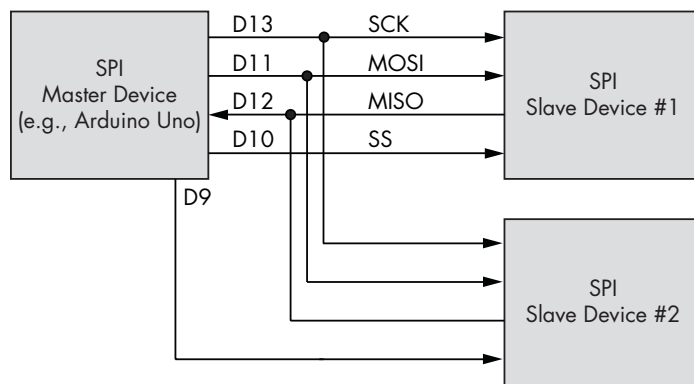 D13 SCK
D11 MOSI
D12 MISO
D10 SS
D9
SPI
Master Device
(e.g., Arduino Uno)
SPI
Slave Device #1
SPI
Slave Device #2